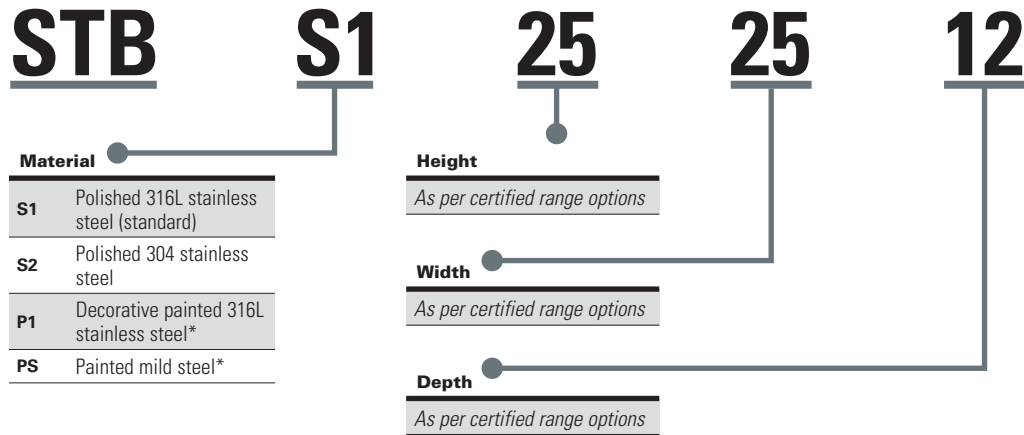 STB S1 25 25 12
Material
S1 Polished 316L stainless
steel (standard)
S2 Polished 304 stainless
steel
P1 Decorative painted 316L
stainless steel*
PS Painted mild steel*
Height
As per certified range options
Width
As per certified range options
Depth
As per certified range options